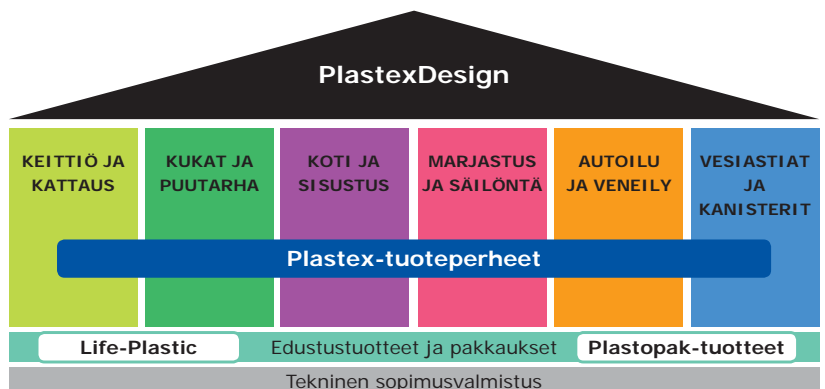 PlastexDesign
KEITTIÖ JA
KATTAUS
KUKAT JA
PUUTARHA
KOTI JA
SISUSTUS
MARJASTUS
JA SÄILÖNTÄ
AUTOILU
JA VENEILY
VESIASTIAT
JA
KANISTERIT
Plastex-tuoteperheet
Life-Plastic
Edustustuotteet ja pakkaukset
Plastopak-tuotteet
Tekninen sopimusvalmistus